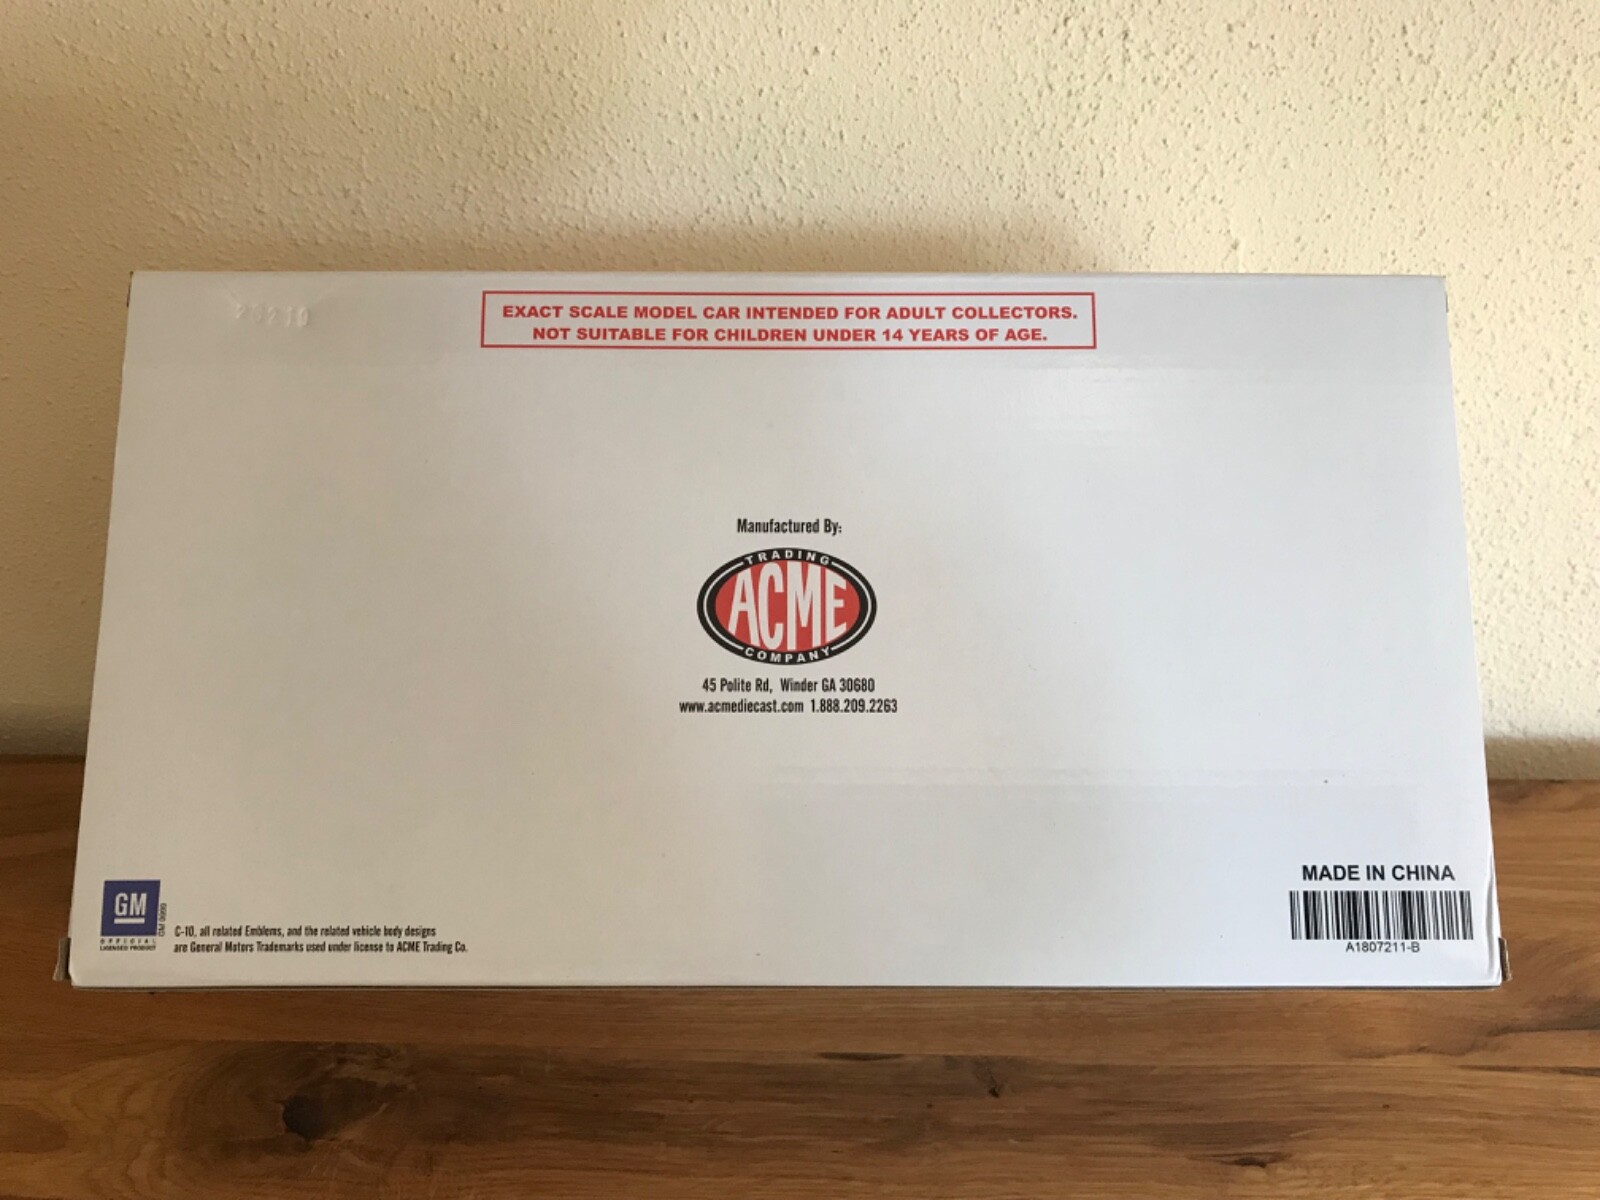 EXACT SCALE MODEL CAR INTENDED FOR ADULT COLLECTORS.
NOT SUITABLE FOR CHILDREN UNDER 14 YEARS OF AGE.
Manufactured By:
TRADING
ACME
COMPANY
45 Polite Rd, Winder GA 30680
www.acmediecast.com 1.888.209.2263
GM
OFFICIAL
LICENSED PRODUCT
C-10, all related Emblems, and the related vehicle body designs
are General Motors Trademarks used under license to ACME Trading Co.
MADE IN CHINA
A1807211-B